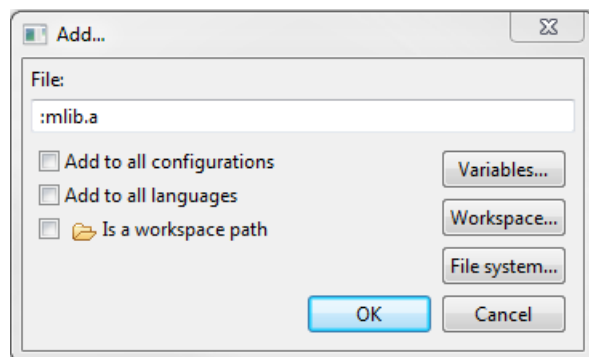 Add...
File:
:mlib.a
Add to all configurations
Variables...
Add to all languages
Workspace...
Is a workspace path
File system...
OK
Cancel